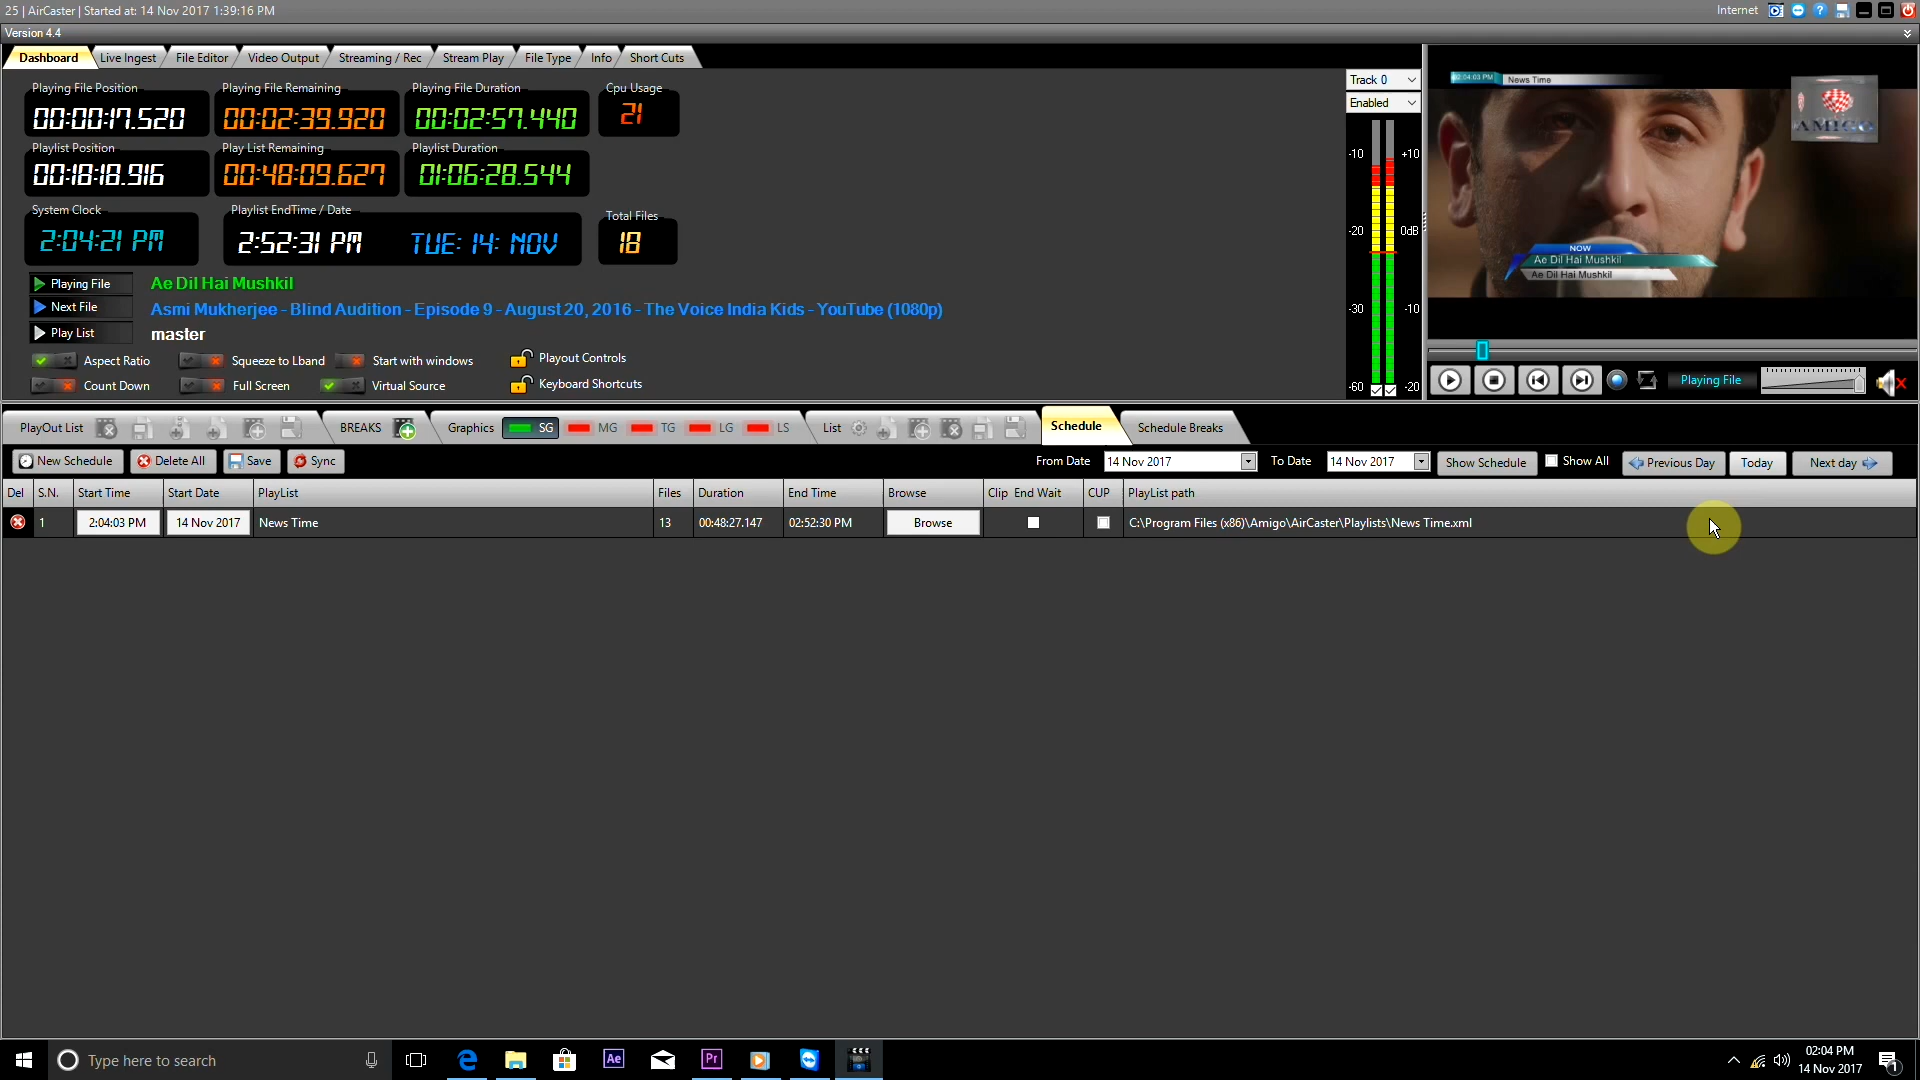 25 | AirCaster | Started at: 14 Nov 2017 1:39:16 PM
Internet
Version 4.4
Dashboard Live Ingest File Editor Video Output Streaming / Rec Stream Play File Type Info Short Cuts
Playing File Position Playing File Remaining Playing File Duration Cpu Usage
00:00:17.520 00:02:39.920 00:02:57.440 21
Playlist Position Play List Remaining Playlist Duration
00:18:18.916 00:48:09.627 01:06:28.544
System Clock Playlist EndTime / Date Total Files
2:04:21 PM 2:52:31 PM TUE: 14: NOV 18
Playing File Ae Dil Hai Mushkil
Next File Asmi Mukherjee - Blind Audition - Episode 9 - August 20, 2016 - The Voice India Kids - YouTube (1080p)
Play List master
Aspect Ratio Squeeze to Lband Start with windows Playout Controls
Count Down Full Screen Virtual Source Keyboard Shortcuts
Track 0
Enabled
-10 +10
-20 0dB
-30 -10
-60 -20
02:04:03 PM News Time
AMIGO
NOW
Ae Dil Hai Mushkil
Ae Dil Hai Mushkil
Playing File
PlayOut List BREAKS Graphics SG MG TG LG LS List Schedule Schedule Breaks
New Schedule Delete All Save Sync From Date 14 Nov 2017 To Date 14 Nov 2017 Show Schedule Show All Previous Day Today Next day
Del S.N. Start Time Start Date PlayList Files Duration End Time Browse Clip End Wait CUP PlayList path
1 2:04:03 PM 14 Nov 2017 News Time 13 00:48:27.147 02:52:30 PM Browse C:\Program Files (x86)\Amigo\AirCaster\Playlists\News Time.xml
Type here to search
Ae
Pr
02:04 PM
14 Nov 2017
1